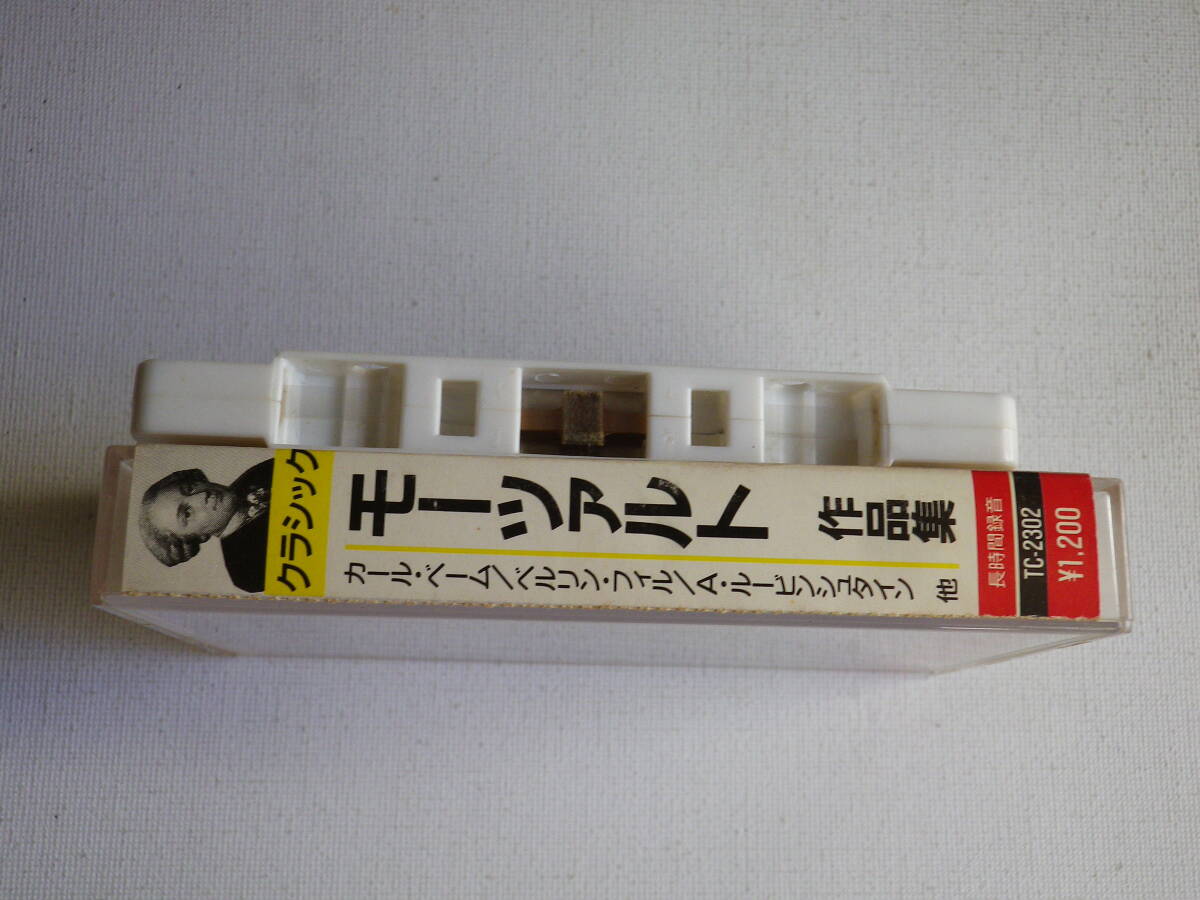 クラシック
モーツァルト 作品集
カール・ベーム/ベルリン・フィル/A・ルービンシュタイン 他
長時間録音
TC-2302
¥1,200